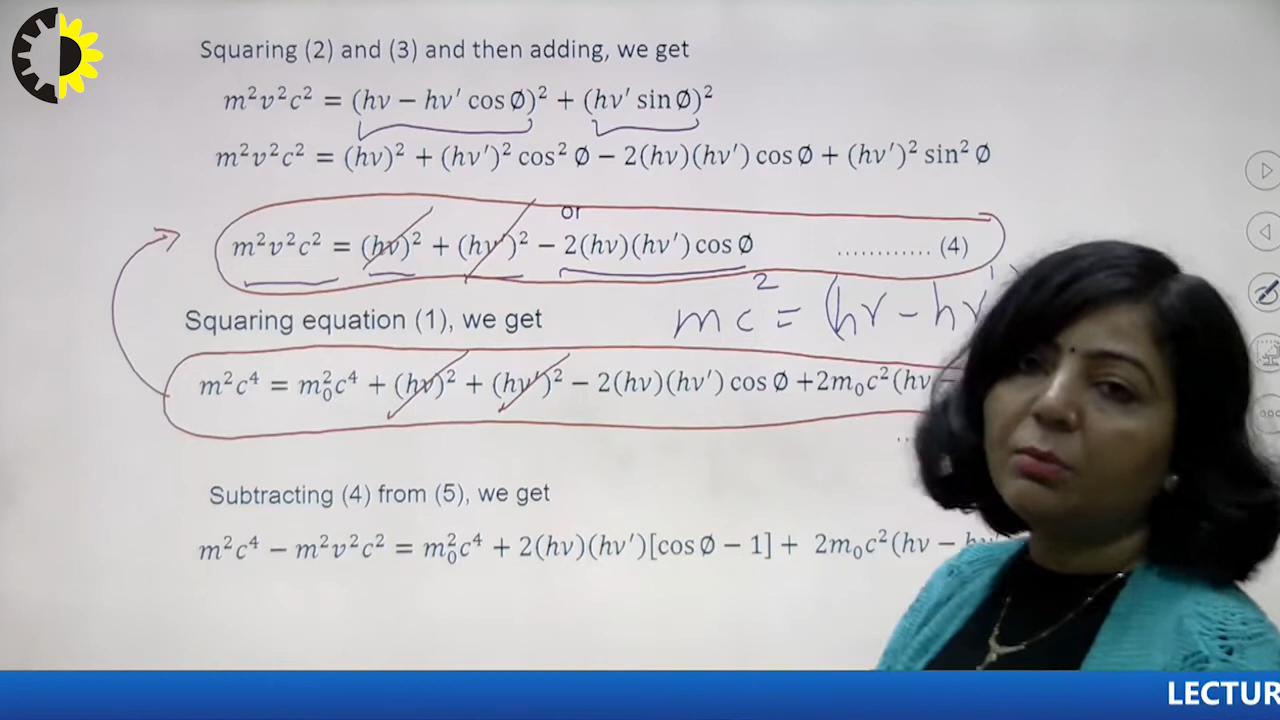 Squaring (2) and (3) and then adding, we get
m²v²c² = (hν − hν′ cos∅)² + (hν′ sin∅)²
m²v²c² = (hν)² + (hν′)² cos² ∅ − 2(hν)(hν′) cos∅ + (hν′)² sin² ∅
or
m²v²c² = (hν)² + (hν′)² − 2(hν)(hν′) cos∅ ............ (4)
Squaring equation (1), we get
mc² = (hν − hν′)
m²c⁴ = m₀²c⁴ + (hν)² + (hν′)² − 2(hν)(hν′) cos∅ +2m₀c²(hν −
Subtracting (4) from (5), we get
m²c⁴ − m²v²c² = m₀²c⁴ + 2(hν)(hν′)[cos∅ − 1] + 2m₀c²(hν − hν′
LECTUR